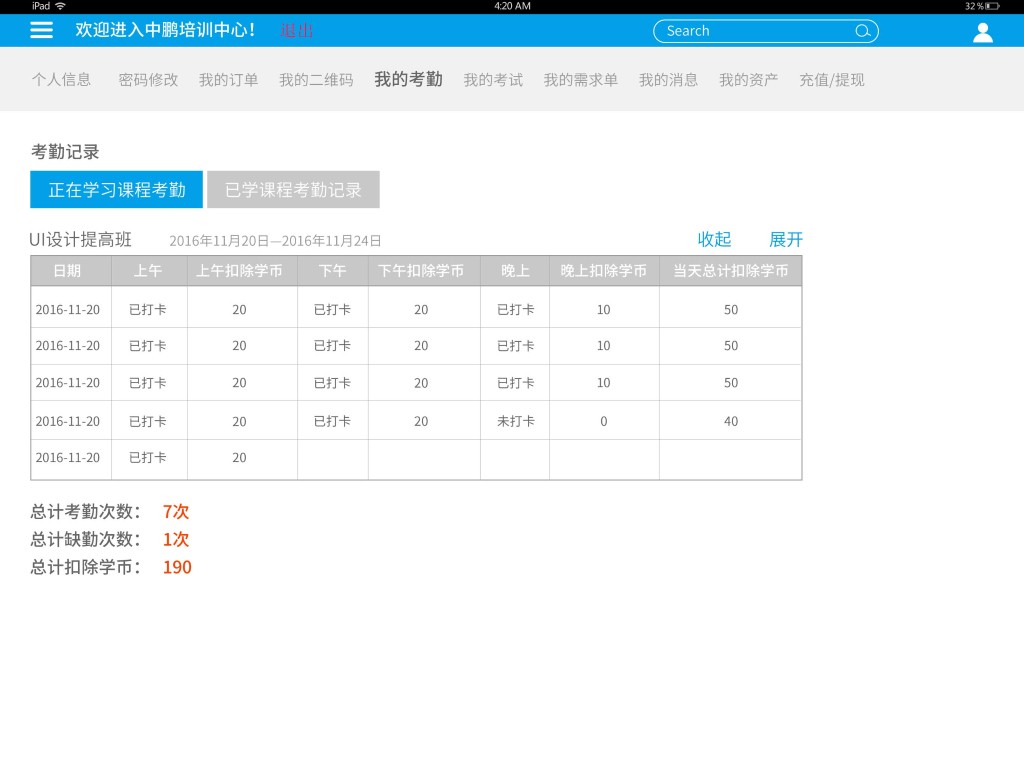 iPad 4:20 AM 32%
欢迎进入中鹏培训中心! 退出 Search
个人信息 密码修改 我的订单 我的二维码 我的考勤 我的考试 我的需求单 我的消息 我的资产 充值/提现
考勤记录
正在学习课程考勤 已学课程考勤记录
UI设计提高班 2016年11月20日—2016年11月24日 收起 展开
日期 上午 上午扣除学币 下午 下午扣除学币 晚上 晚上扣除学币 当天总计扣除学币
2016-11-20 已打卡 20 已打卡 20 已打卡 10 50
2016-11-20 已打卡 20 已打卡 20 已打卡 10 50
2016-11-20 已打卡 20 已打卡 20 已打卡 10 50
2016-11-20 已打卡 20 已打卡 20 未打卡 0 40
2016-11-20 已打卡 20
总计考勤次数： 7次
总计缺勤次数： 1次
总计扣除学币： 190